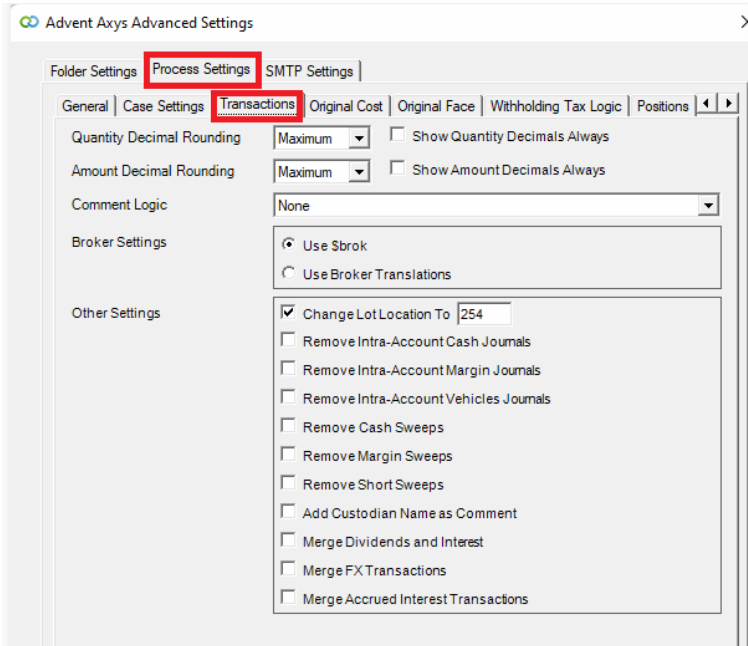 Advent Axys Advanced Settings
Folder Settings Process Settings SMTP Settings
General Case Settings Transactions Original Cost Original Face Withholding Tax Logic Positions
Quantity Decimal Rounding Maximum Show Quantity Decimals Always
Amount Decimal Rounding Maximum Show Amount Decimals Always
Comment Logic None
Broker Settings Use $brok
Use Broker Translations
Other Settings Change Lot Location To 254
Remove Intra-Account Cash Journals
Remove Intra-Account Margin Journals
Remove Intra-Account Vehicles Journals
Remove Cash Sweeps
Remove Margin Sweeps
Remove Short Sweeps
Add Custodian Name as Comment
Merge Dividends and Interest
Merge FX Transactions
Merge Accrued Interest Transactions